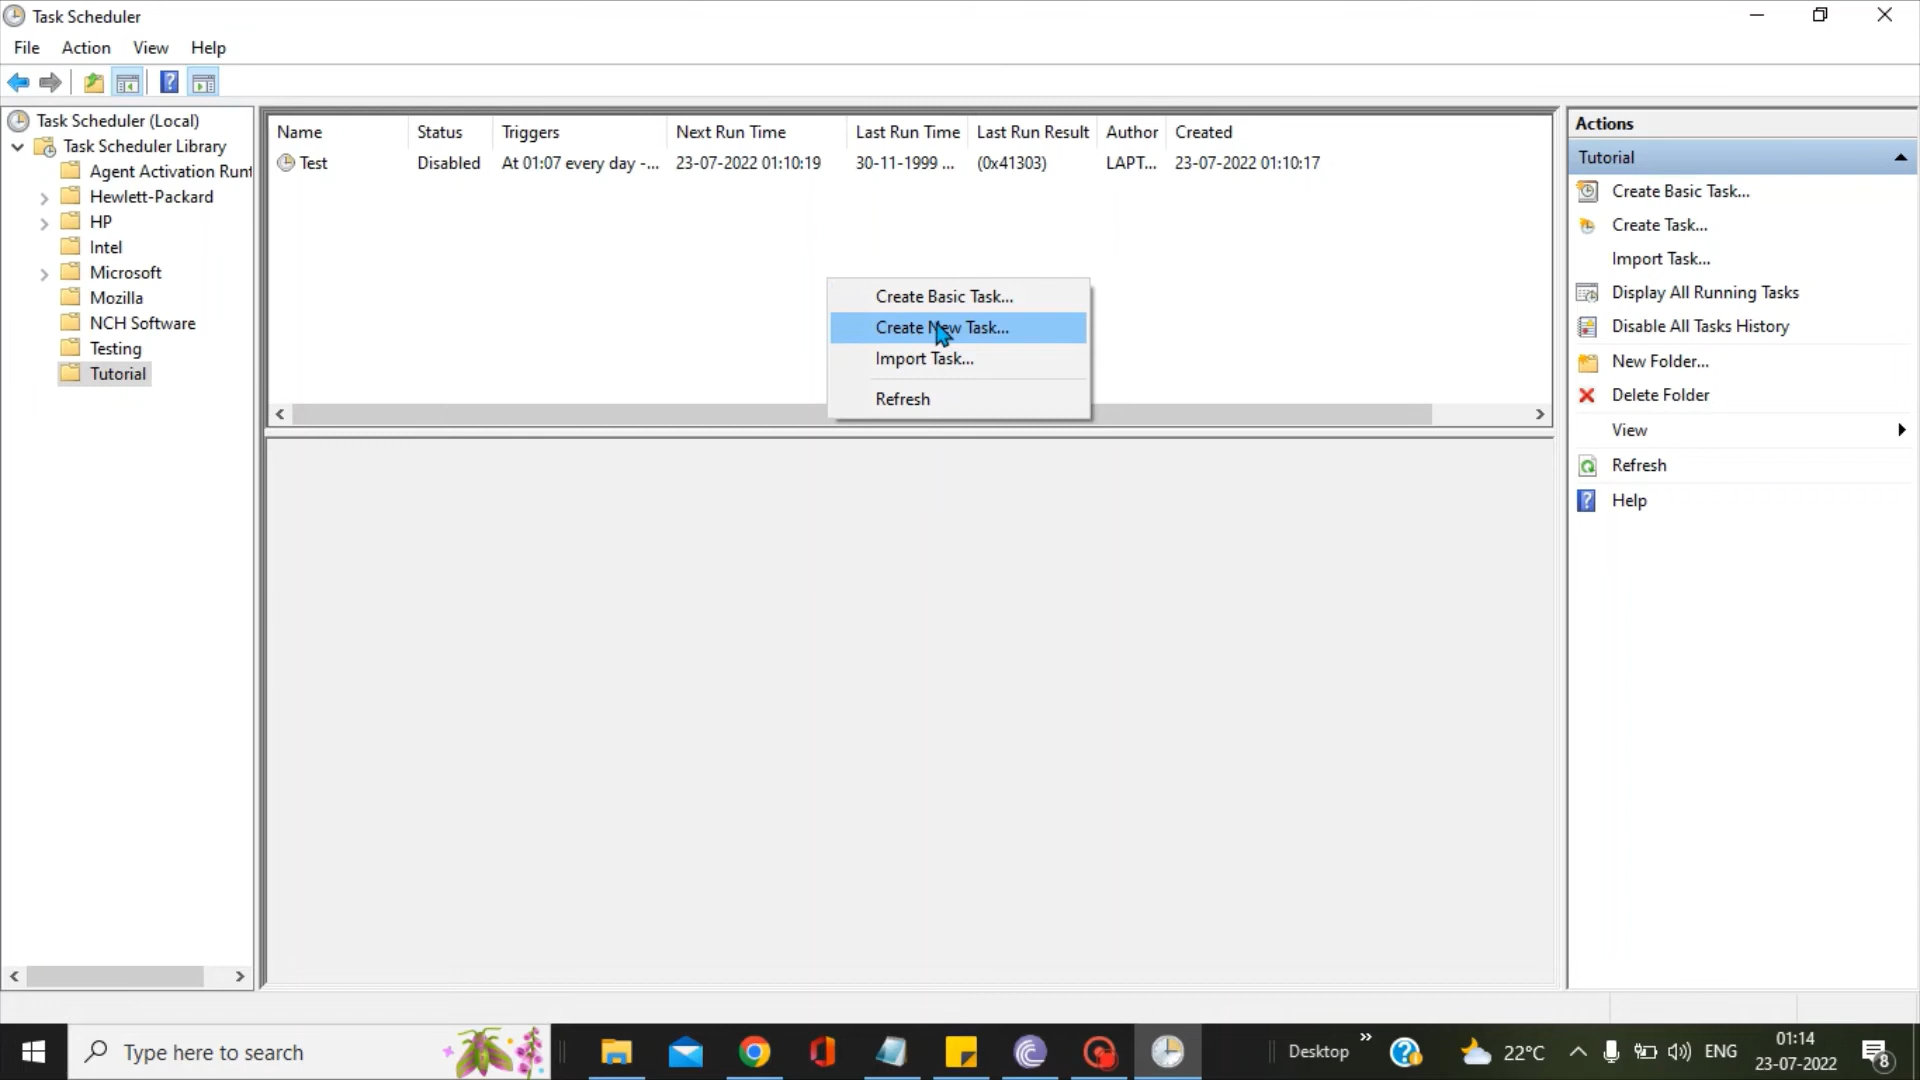 Task Scheduler
File Action View Help
Task Scheduler (Local)
Task Scheduler Library
Agent Activation Runt
Hewlett-Packard
HP
Intel
Microsoft
Mozilla
NCH Software
Testing
Tutorial
Name Status Triggers Next Run Time Last Run Time Last Run Result Author Created
Test Disabled At 01:07 every day -... 23-07-2022 01:10:19 30-11-1999 ... (0x41303) LAPT... 23-07-2022 01:10:17
Create Basic Task...
Create New Task...
Import Task...
Refresh
Actions
Tutorial
Create Basic Task...
Create Task...
Import Task...
Display All Running Tasks
Disable All Tasks History
New Folder...
Delete Folder
View
Refresh
Help
Type here to search
Desktop
22°C
ENG
01:14
23-07-2022
8